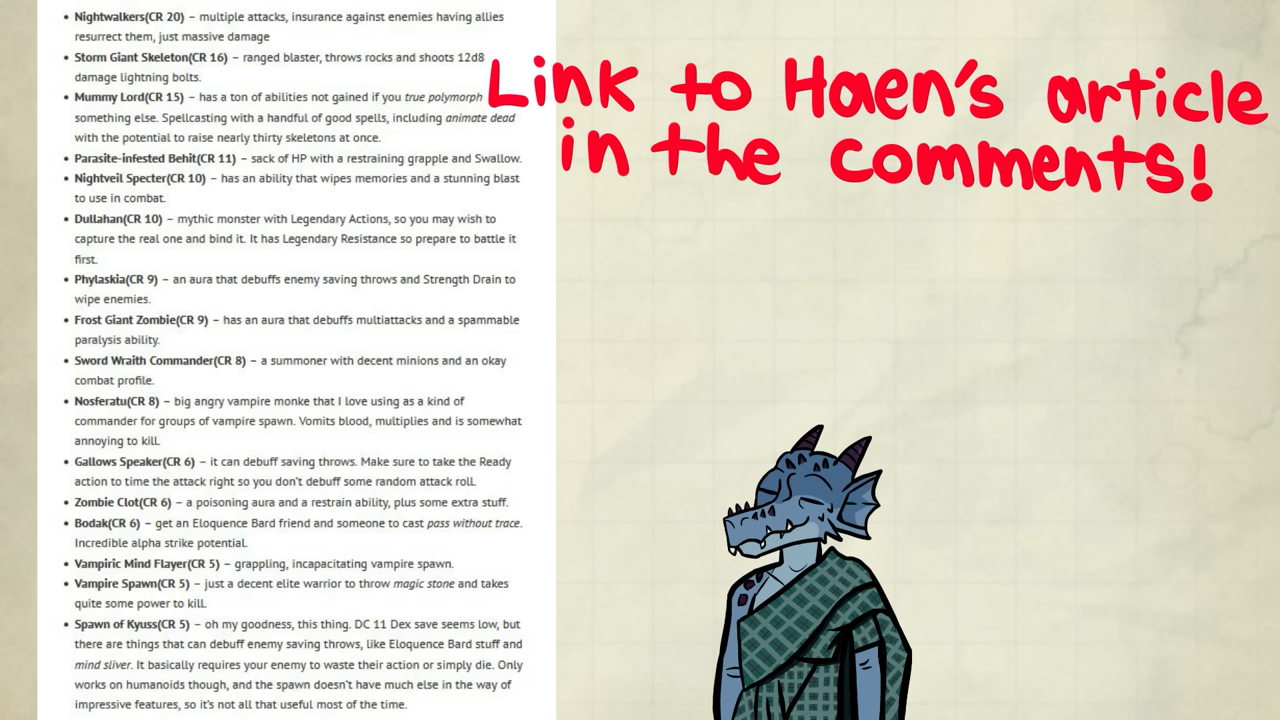 • Nightwalkers(CR 20) – multiple attacks, insurance against enemies having allies
resurrect them, just massive damage
• Storm Giant Skeleton(CR 16) – ranged blaster, throws rocks and shoots 12d8
damage lightning bolts.
• Mummy Lord(CR 15) – has a ton of abilities not gained if you true polymorph
something else. Spellcasting with a handful of good spells, including animate dead
with the potential to raise nearly thirty skeletons at once.
• Parasite-infested Behit(CR 11) – sack of HP with a restraining grapple and Swallow.
• Nightveil Specter(CR 10) – has an ability that wipes memories and a stunning blast
to use in combat.
• Dullahan(CR 10) – mythic monster with Legendary Actions, so you may wish to
capture the real one and bind it. It has Legendary Resistance so prepare to battle it
first.
• Phylaskia(CR 9) – an aura that debuffs enemy saving throws and Strength Drain to
wipe enemies.
• Frost Giant Zombie(CR 9) – has an aura that debuffs multiattacks and a spammable
paralysis ability.
• Sword Wraith Commander(CR 8) – a summoner with decent minions and an okay
combat profile.
• Nosferatu(CR 8) – big angry vampire monke that I love using as a kind of
commander for groups of vampire spawn. Vomits blood, multiplies and is somewhat
annoying to kill.
• Gallows Speaker(CR 6) – it can debuff saving throws. Make sure to take the Ready
action to time the attack right so you don't debuff some random attack roll.
• Zombie Clot(CR 6) – a poisoning aura and a restrain ability, plus some extra stuff.
• Bodak(CR 6) – get an Eloquence Bard friend and someone to cast pass without trace.
Incredible alpha strike potential.
• Vampiric Mind Flayer(CR 5) – grappling, incapacitating vampire spawn.
• Vampire Spawn(CR 5) – just a decent elite warrior to throw magic stone and takes
quite some power to kill.
• Spawn of Kyuss(CR 5) – oh my goodness, this thing. DC 11 Dex save seems low, but
there are things that can debuff enemy saving throws, like Eloquence Bard stuff and
mind sliver. It basically requires your enemy to waste their action or simply die. Only
works on humanoids though, and the spawn doesn't have much else in the way of
impressive features, so it's not all that useful most of the time.
Link to Haen's article
in the comments!